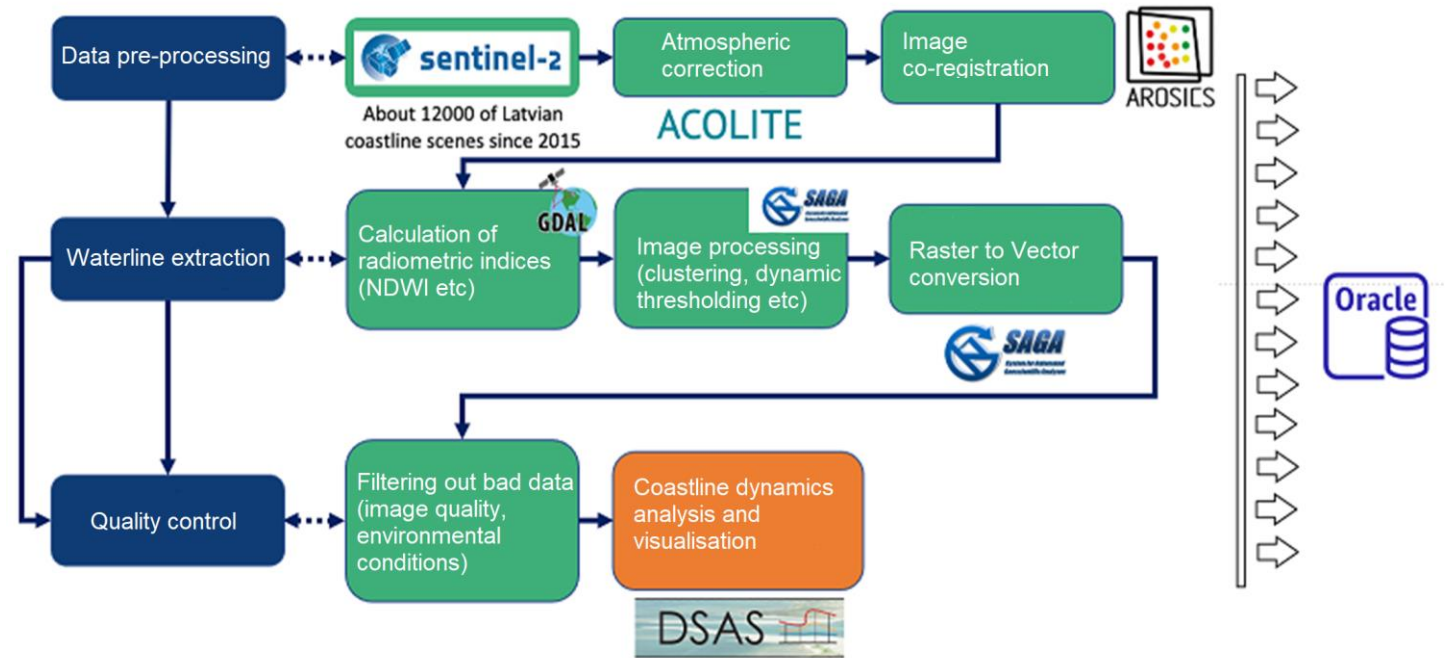 Data pre-processing
sentinel-2
About 12000 of Latvian
coastline scenes since 2015
Atmospheric
correction
ACOLITE
Image
co-registration
AROSICS
Waterline extraction
GDAL
Calculation of
radiometric indices
(NDWI etc)
SAGA
Image processing
(clustering, dynamic
thresholding etc)
Raster to Vector
conversion
SAGA
Oracle
Quality control
Filtering out bad data
(image quality,
environmental
conditions)
Coastline dynamics
analysis and
visualisation
DSAS